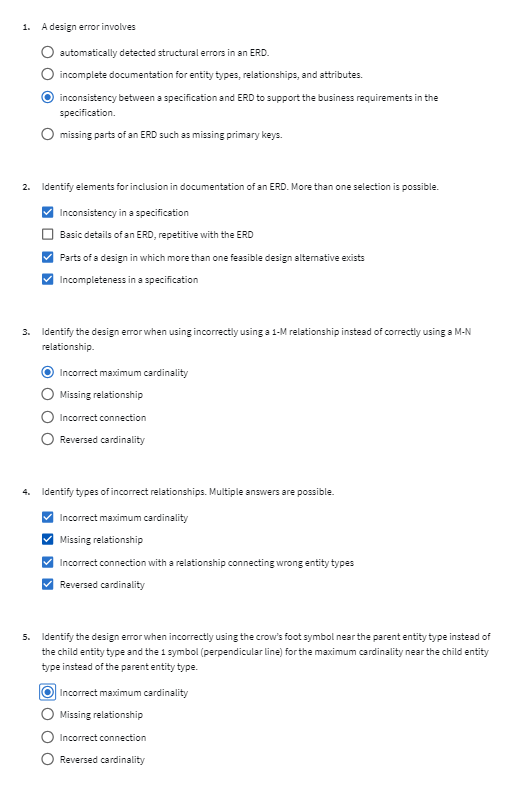 1. A design error involves
automatically detected structural errors in an ERD.
incomplete documentation for entity types, relationships, and attributes.
inconsistency between a specification and ERD to support the business requirements in the
specification.
missing parts of an ERD such as missing primary keys.
2. Identify elements for inclusion in documentation of an ERD. More than one selection is possible.
Inconsistency in a specification
Basic details of an ERD, repetitive with the ERD
Parts of a design in which more than one feasible design alternative exists
Incompleteness in a specification
3. Identify the design error when using incorrectly using a 1-M relationship instead of correctly using a M-N
relationship.
Incorrect maximum cardinality
Missing relationship
Incorrect connection
Reversed cardinality
4. Identify types of incorrect relationships. Multiple answers are possible.
Incorrect maximum cardinality
Missing relationship
Incorrect connection with a relationship connecting wrong entity types
Reversed cardinality
5. Identify the design error when incorrectly using the crow's foot symbol near the parent entity type instead of
the child entity type and the 1 symbol (perpendicular line) for the maximum cardinality near the child entity
type instead of the parent entity type.
Incorrect maximum cardinality
Missing relationship
Incorrect connection
Reversed cardinality